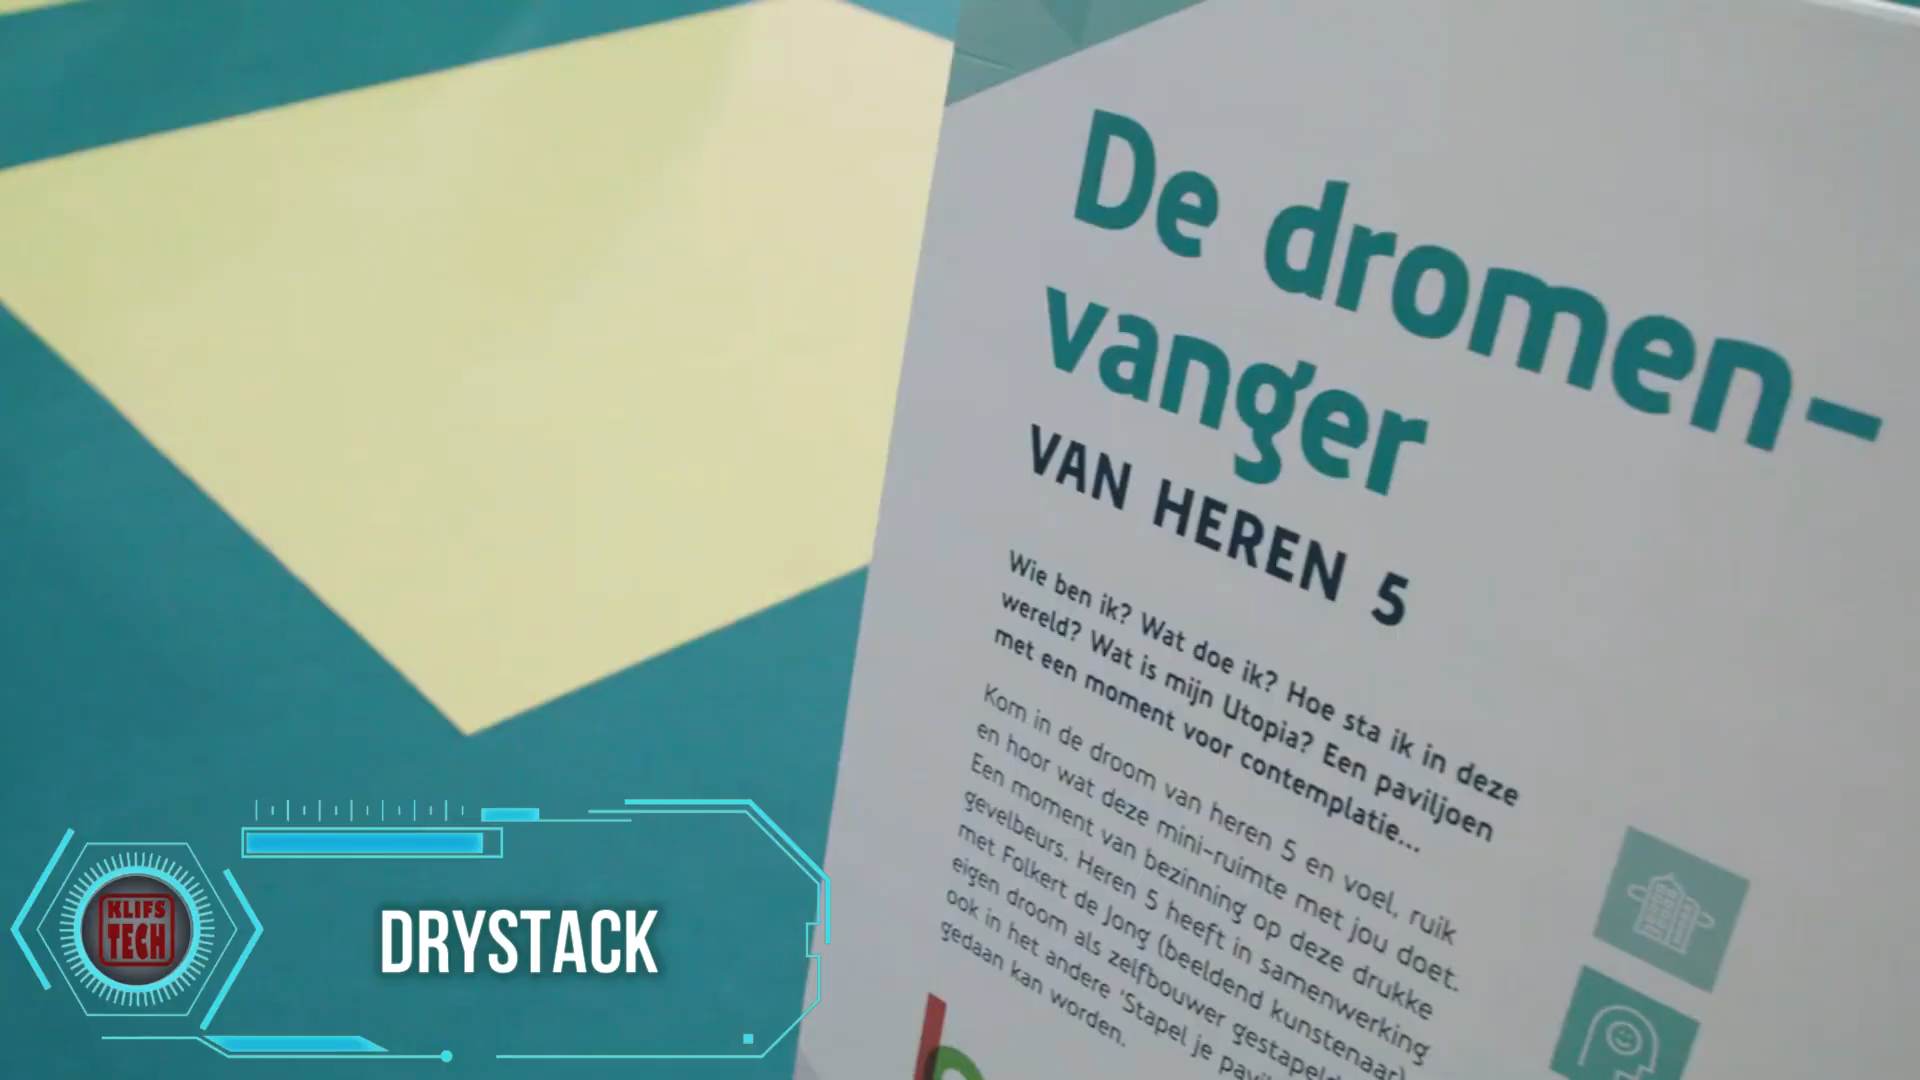 De dromen-
vanger
VAN HEREN 5
Wie ben ik? Wat doe ik? Hoe sta ik in deze
wereld? Wat is mijn Utopia? Een paviljoen
met een moment voor contemplatie...
Kom in de droom van heren 5 en voel, ruik
en hoor wat deze mini-ruimte met jou doet.
Een moment van bezinning op deze drukke
gevelbeurs. Heren 5 heeft in samenwerking
met Folkert de Jong (beeldend kunstenaar)
eigen droom als zelfbouwer
ook in het andere 'Stapel je
gedaan kan worden.
KLIFS
TECH
DRYSTACK